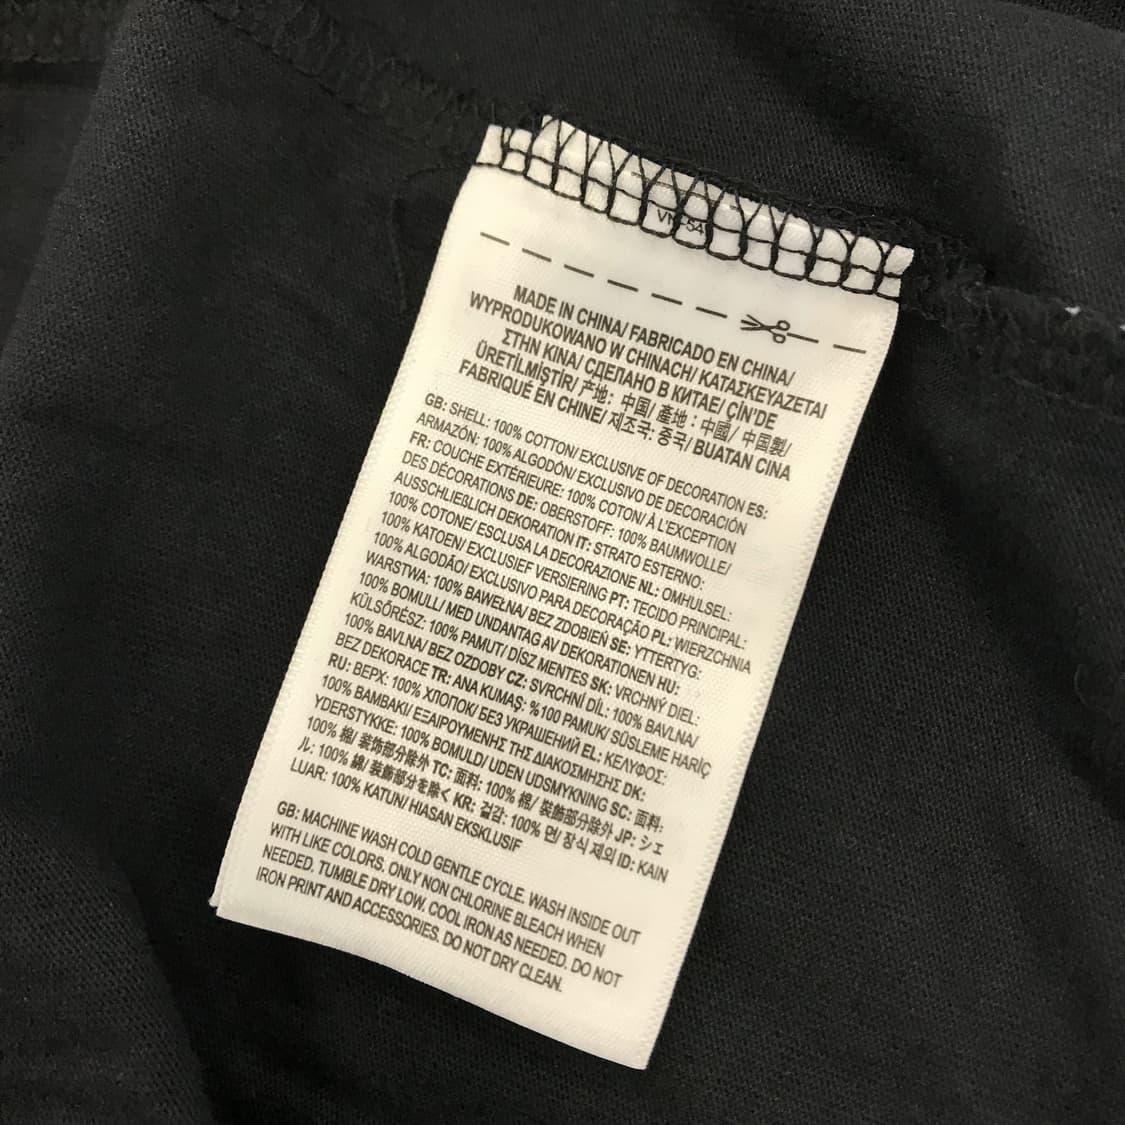 MADE IN CHINA/ FABRICADO EN CHINA/
WYPRODUKOWANO W CHINACH/ ΚΑΤΑΣΚΕΥΑΖΕΤΑΙ
ΣΤΗΝ ΚΙΝΑ/ СДЕЛАНО В КИТАЕ/ ÇİN'DE
ÜRETİLMİŞTİR/ 产地：中国/ 產地：中國/ 中国製/
FABRIQUÉ EN CHINE/ 제조국: 중국/ BUATAN CINA
GB: SHELL: 100% COTTON/ EXCLUSIVE OF DECORATION ES:
ARMAZÓN: 100% ALGODÓN/ EXCLUSIVO DE DECORACIÓN
FR: COUCHE EXTÉRIEURE: 100% COTON/ À L'EXCEPTION
DES DÉCORATIONS DE: OBERSTOFF: 100% BAUMWOLLE/
AUSSCHLIEßLICH DEKORATION IT: STRATO ESTERNO:
100% COTONE/ ESCLUSA LA DECORAZIONE NL: OMHULSEL:
100% KATOEN/ EXCLUSIEF VERSIERING PT: TECIDO PRINCIPAL:
100% ALGODÃO/ EXCLUSIVO PARA DECORAÇÃO PL: WIERZCHNIA
WARSTWA: 100% BAWEŁNA/ BEZ ZDOBIEŃ SE: YTTERTYG:
100% BOMULL/ MED UNDANTAG AV DEKORATIONEN HU:
KÜLSŐRÉSZ: 100% PAMUT/ DÍSZ MENTES SK: VRCHNÝ DIEL:
100% BAVLNA/ BEZ OZDOBY CZ: SVRCHNÍ DÍL: 100% BAVLNA/
BEZ DEKORACE TR: ANA KUMAŞ: %100 PAMUK/ SÜSLEME HARİÇ
RU: ВЕРХ: 100% ХЛОПОК/ БЕЗ УКРАШЕНИЙ EL: ΚΕΛΥΦΟΣ:
100% ΒΑΜΒΑΚΙ/ ΕΞΑΙΡΟΥΜΕΝΗΣ ΤΗΣ ΔΙΑΚΟΣΜΗΣΗΣ DK:
YDERSTYKKE: 100% BOMULD/ UDEN UDSMYKNING SC: 面料:
100% 棉/ 装饰部分除外 TC: 面料: 100% 棉/ 裝飾部分除外 JP: シェ
ル: 100% 綿/ 装飾部分を除く KR: 겉감: 100% 면/ 장식 제외 ID: KAIN
LUAR: 100% KATUN/ HIASAN EKSKLUSIF
GB: MACHINE WASH COLD GENTLE CYCLE. WASH INSIDE OUT
WITH LIKE COLORS. ONLY NON CHLORINE BLEACH WHEN
NEEDED. TUMBLE DRY LOW. COOL IRON AS NEEDED. DO NOT
IRON PRINT AND ACCESSORIES. DO NOT DRY CLEAN.